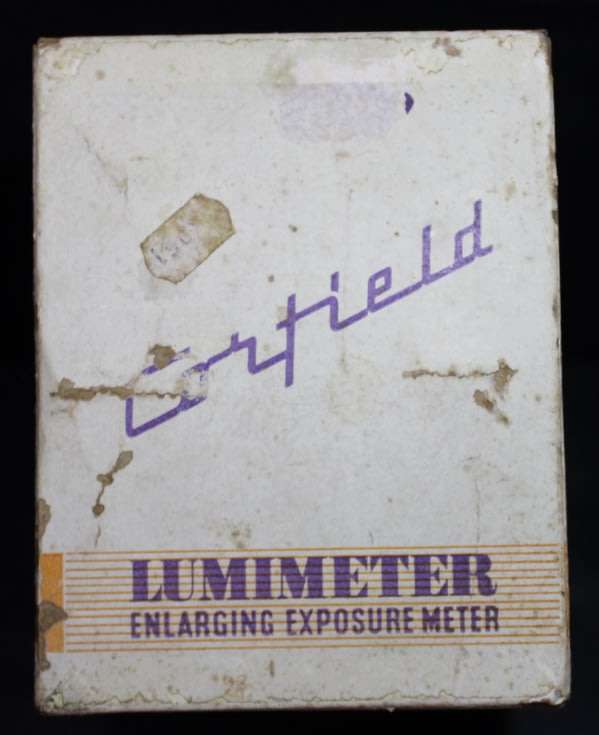 Corfield
LUMIMETER
ENLARGING EXPOSURE METER